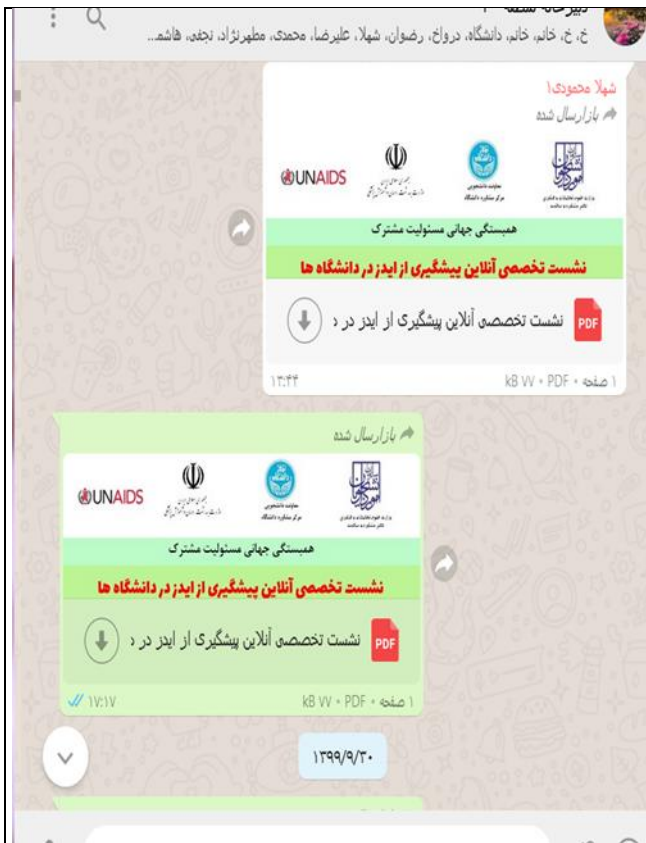 خ، خ، خانم، خانم، دانشگاه، درواخ، رضوان، شهلا، علیرضا، محمدی، مطهرنژاد، نجفی، هاشمـ...
شهلا محمودی۱
بازارسال شده
UNAIDS
همبستگی جهانی مسئولیت مشترک
نشست تخصصی آنلاین پیشگیری از ایدز در دانشگاه ها
PDF
نشست تخصصی آنلاین پیشگیری از ایدز در د
۱ صفحه • PDF • ۷۷ kB
۱۳:۴۴
بازارسال شده
UNAIDS
همبستگی جهانی مسئولیت مشترک
نشست تخصصی آنلاین پیشگیری از ایدز در دانشگاه ها
PDF
نشست تخصصی آنلاین پیشگیری از ایدز در د
۱ صفحه • PDF • ۷۷ kB
۱۷:۱۷
۱۳۹۹/۹/۳۰